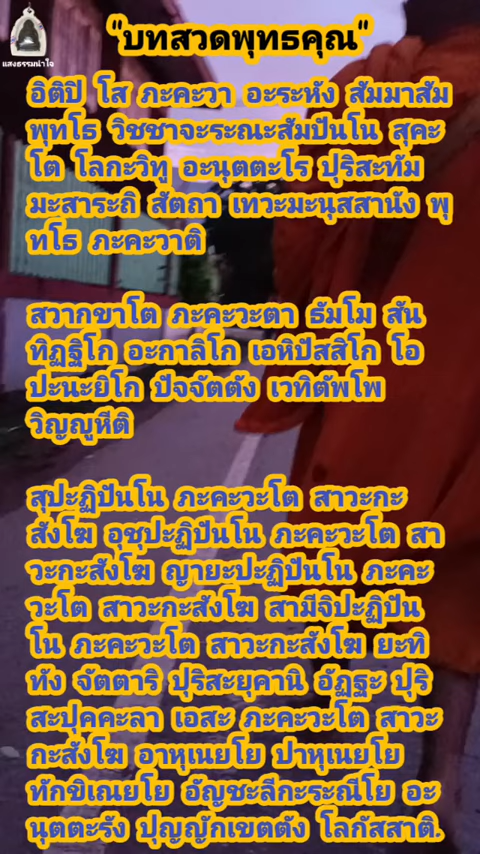 แสงธรรมนำใจ
"บทสวดพุทธคุณ"
อิติปิ โส ภะคะวา อะระหัง สัมมาสัม
พุทโธ วิชชาจะระณะสัมปันโน สุคะ
โต โลกะวิทู อะนุตตะโร ปุริสะทัม
มะสาระถิ สัตถา เทวะมะนุสสานัง พุ
ทโธ ภะคะวาติ
สวากขาโต ภะคะวะตา ธัมโม สัน
ทิฏฐิโก อะกาลิโก เอหิปัสสิโก โอ
ปะนะยิโก ปัจจัตตัง เวทิตัพโพ
วิญญูหีติ
สุปะฏิปันโน ภะคะวะโต สาวะกะ
สังโฆ อุชุปะฏิปันโน ภะคะวะโต สา
วะกะสังโฆ ญายะปะฏิปันโน ภะคะ
วะโต สาวะกะสังโฆ สามีจิปะฏิปัน
โน ภะคะวะโต สาวะกะสังโฆ ยะทิ
ทัง จัตตาริ ปุริสะยุคานิ อัฏฐะ ปุริ
สะปุคคะลา เอสะ ภะคะวะโต สาวะ
กะสังโฆ อาหุเนยโย ปาหุเนยโย
ทักขิเณยโย อัญชะลีกะระณีโย อะ
นุตตะรัง ปุญญักเขตตัง โลกัสสาติ.